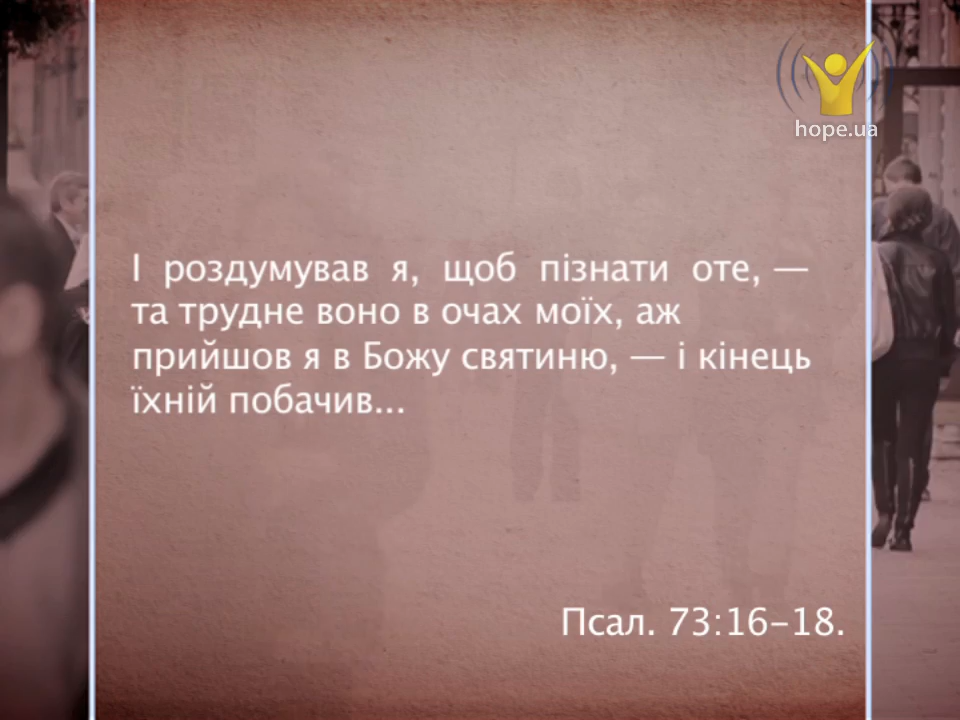 hope.ua
І роздумував я, щоб пізнати оте, —
та трудне воно в очах моїх, аж
прийшов я в Божу святиню, — і кінець
їхній побачив...
Псал. 73:16-18.